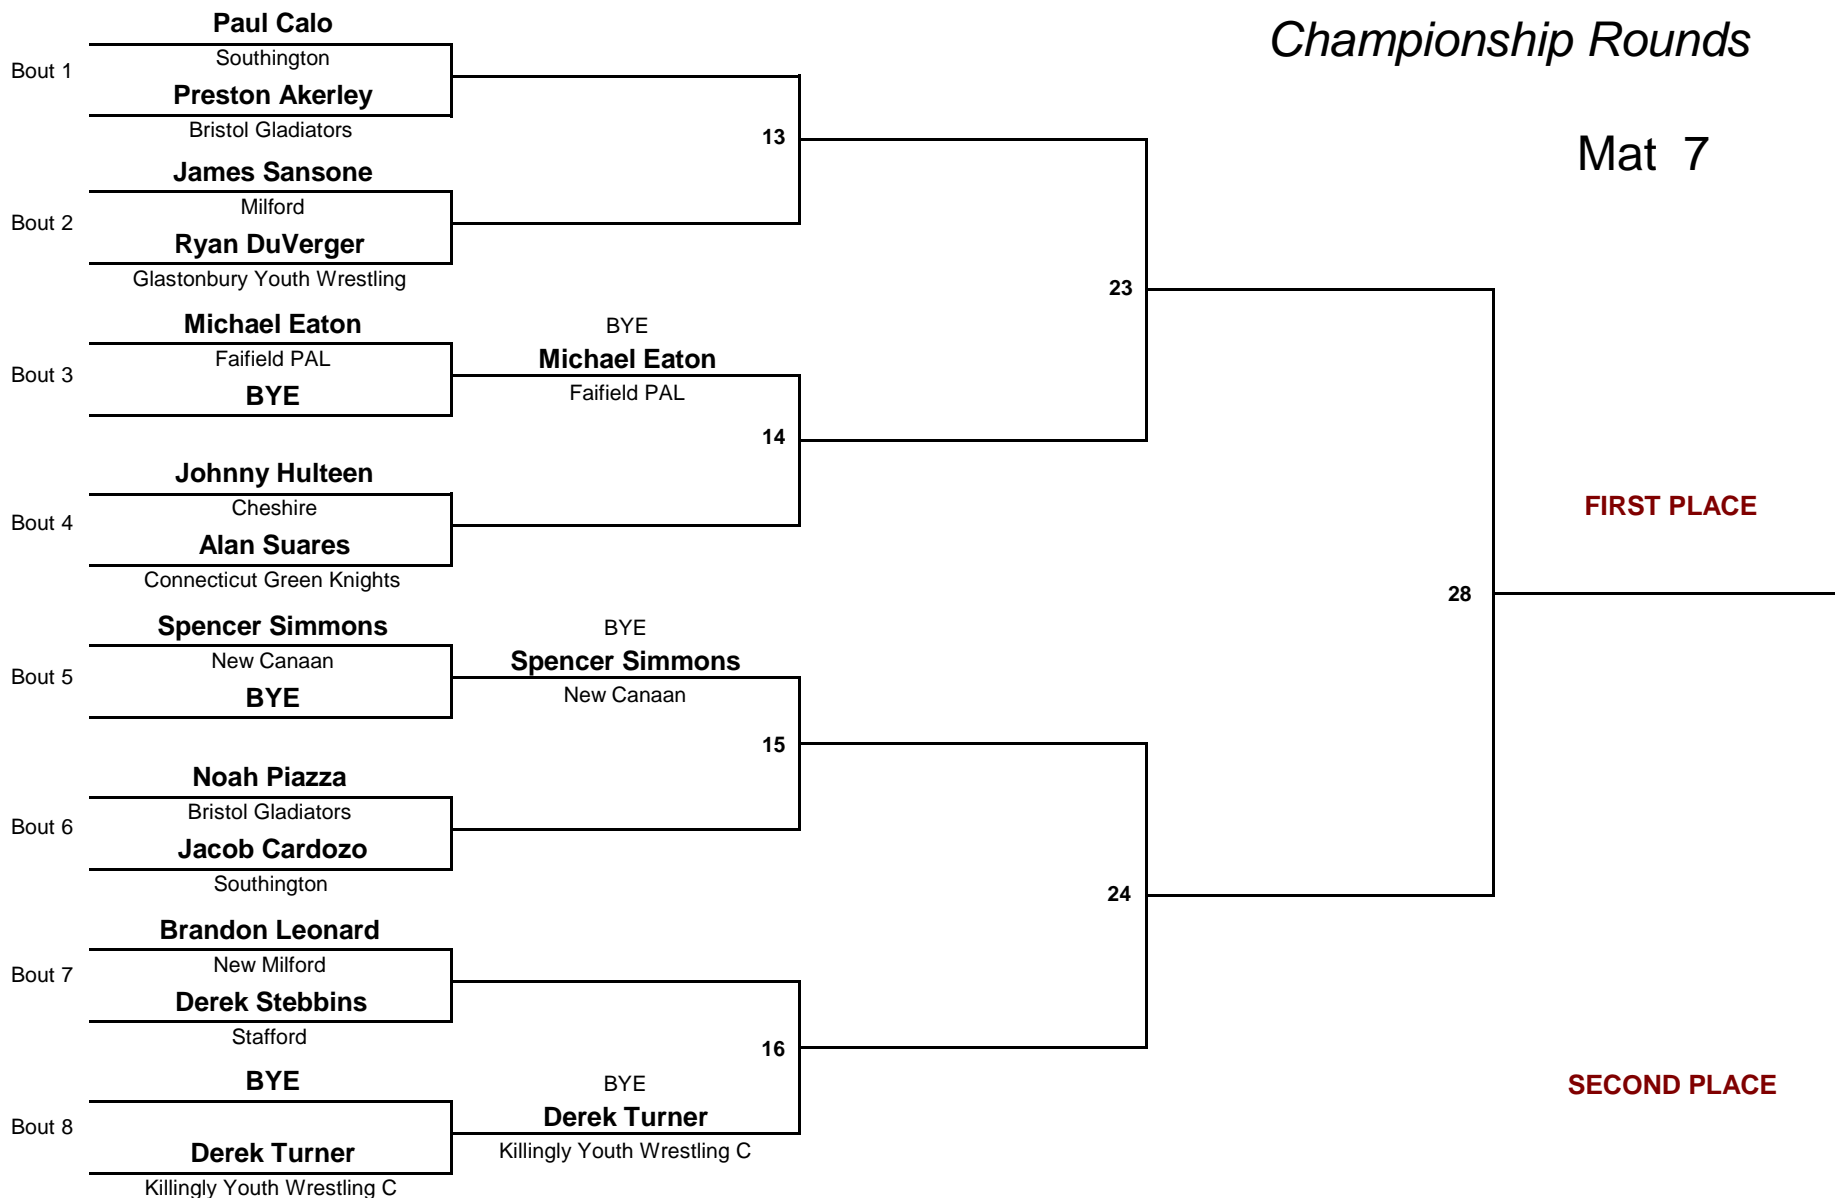 Championship Rounds
Mat 7
Paul Calo
Southington
Bout 1
Preston Akerley
Bristol Gladiators
13
James Sansone
Milford
Bout 2
Ryan DuVerger
Glastonbury Youth Wrestling
23
Michael Eaton
Faifield PAL
Bout 3
BYE
BYE
Michael Eaton
Faifield PAL
14
Johnny Hulteen
Cheshire
Bout 4
Alan Suares
Connecticut Green Knights
FIRST PLACE
28
Spencer Simmons
New Canaan
Bout 5
BYE
BYE
Spencer Simmons
New Canaan
15
Noah Piazza
Bristol Gladiators
Bout 6
Jacob Cardozo
Southington
24
Brandon Leonard
New Milford
Bout 7
Derek Stebbins
Stafford
16
BYE
Bout 8
Derek Turner
Killingly Youth Wrestling C
BYE
Derek Turner
Killingly Youth Wrestling C
SECOND PLACE